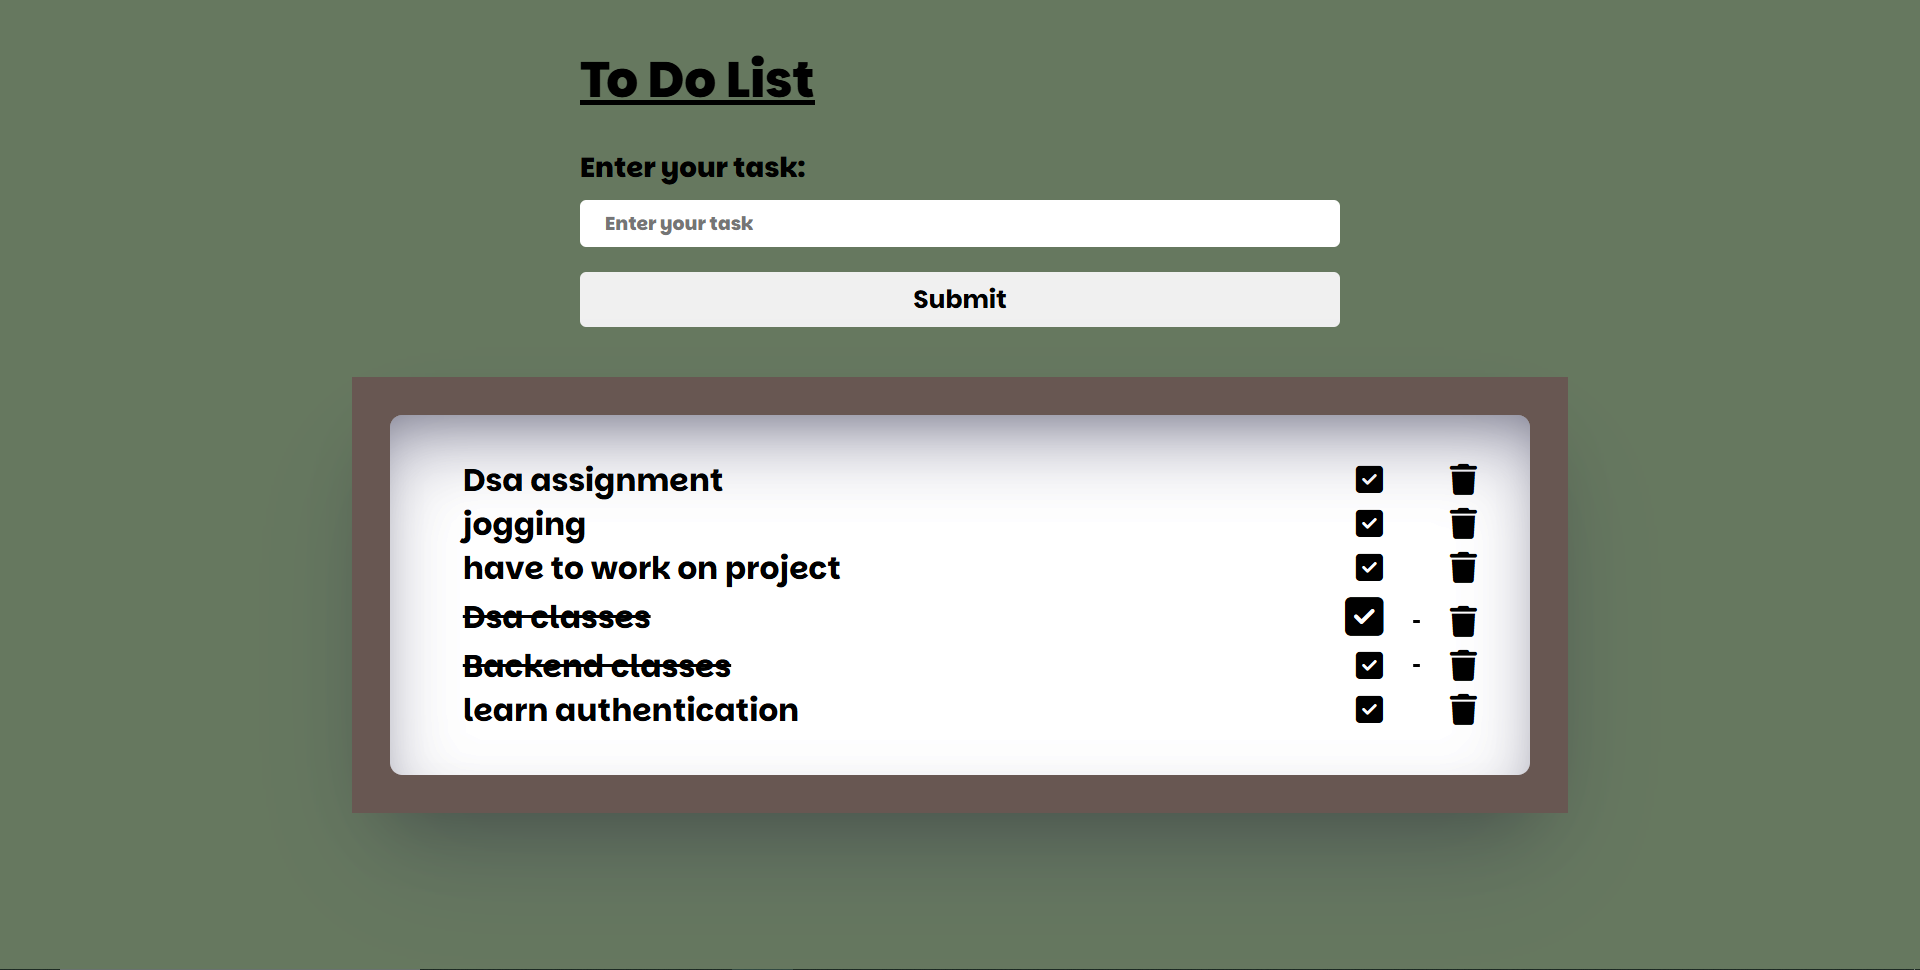 To Do List
Enter your task:
Enter your task
Submit
Dsa assignment
jogging
have to work on project
Dsa classes -
Backend classes -
learn authentication